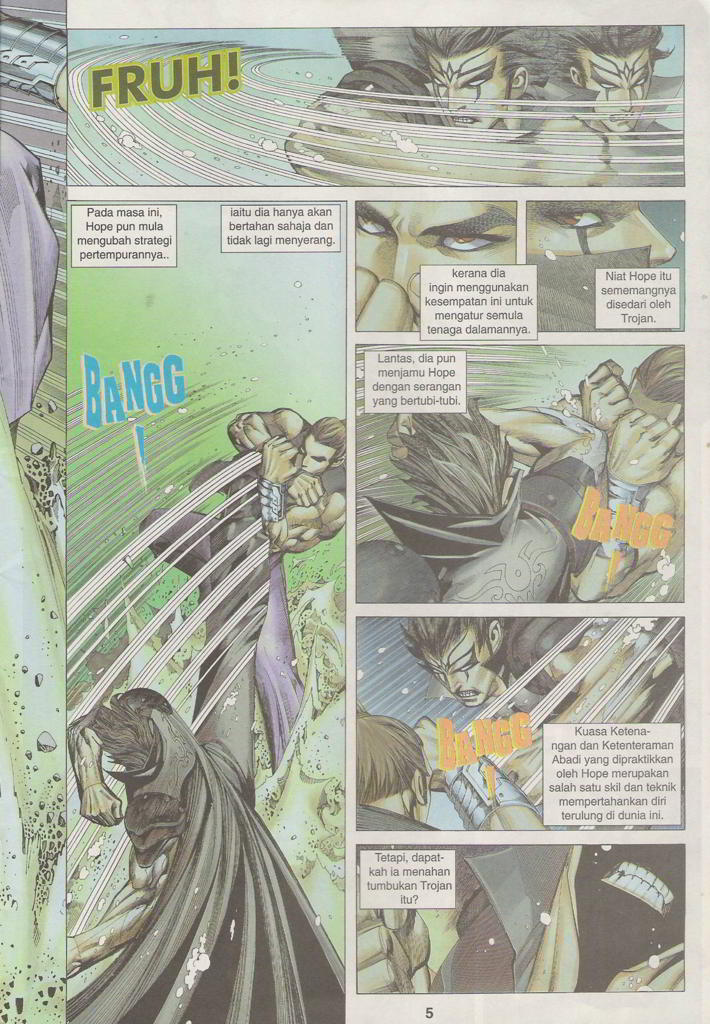 FRUH!
Pada masa ini,
Hope pun mula
mengubah strategi
pertempurannya..
iaitu dia hanya akan
bertahan sahaja dan
tidak lagi menyerang.
kerana dia
ingin menggunakan
kesempatan ini untuk
mengatur semula
tenaga dalamannya.
Niat Hope itu
sememangnya
disedari oleh
Trojan.
BANGG
!
Lantas, dia pun
menjamu Hope
dengan serangan
yang bertubi-tubi.
BANGG
!
BANGG
!
Kuasa Ketena-
ngan dan Ketenteraman
Abadi yang dipraktikkan
oleh Hope merupakan
salah satu skil dan teknik
mempertahankan diri
terulung di dunia ini.
Tetapi, dapat-
kah ia menahan
tumbukan Trojan
itu?
5